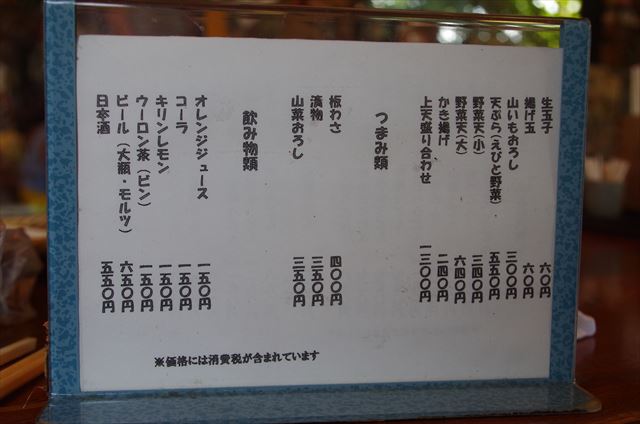 生玉子 六〇円
揚げ玉 六〇円
山いもおろし 三〇〇円
天ぷら（えびと野菜） 五五〇円
野菜天（小） 三四〇円
野菜天（大） 六四〇円
かき揚げ 二四〇円
上天盛り合わせ 一三〇〇円
つまみ類
板わさ 四〇〇円
漬物 三五〇円
山菜おろし 三五〇円
飲み物類
オレンジジュース 一五〇円
コーラ 一五〇円
キリンレモン 一五〇円
ウーロン茶（ビン） 一五〇円
ビール（大瓶・モルツ） 六五〇円
日本酒 五五〇円
※価格には消費税が含まれています